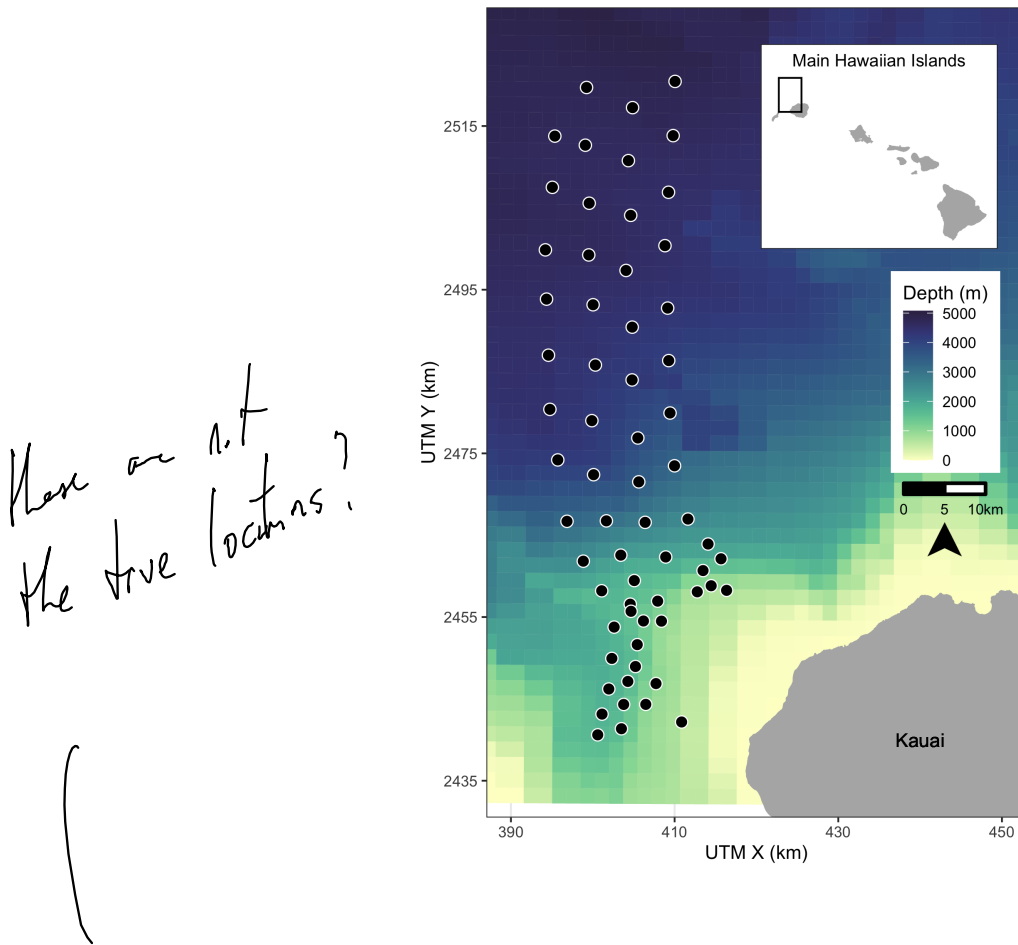 Main Hawaiian Islands
2515
2495
Depth (m)
5000
4000
3000
2000
1000
0
these are not
the true locations?
UTM Y (km)
2475
0 5 10km
2455
Kauai
2435
390 410 430 450
UTM X (km)